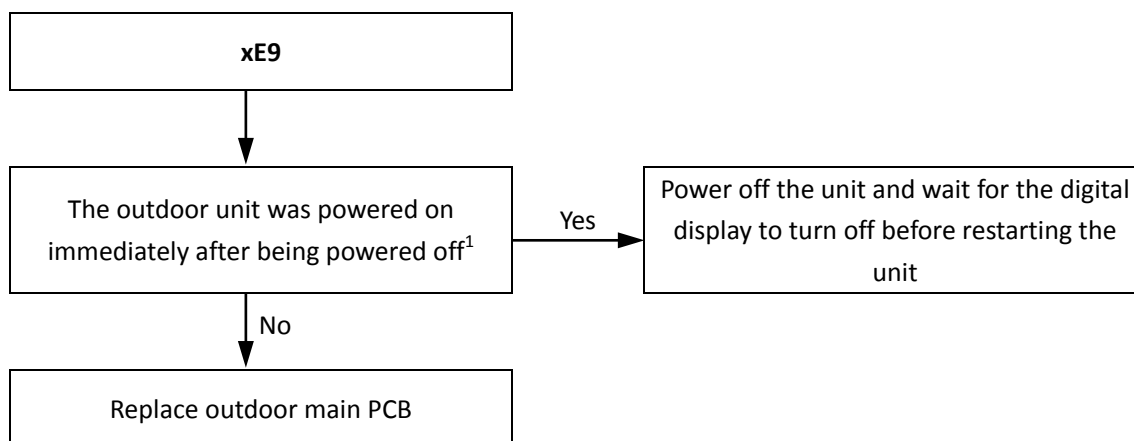 xE9
The outdoor unit was powered on
immediately after being powered off1
Yes
Power off the unit and wait for the digital
display to turn off before restarting the
unit
No
Replace outdoor main PCB